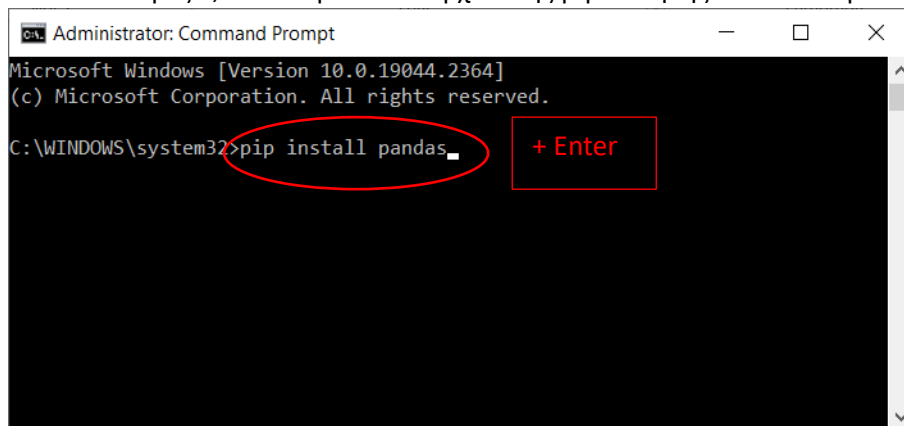 Administrator: Command Prompt
Microsoft Windows [Version 10.0.19044.2364]
(c) Microsoft Corporation. All rights reserved.
C:\WINDOWS\system32>pip install pandas
+ Enter